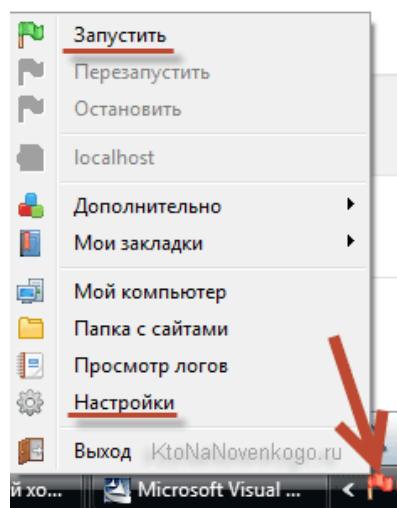 Запустить
Перезапустить
Остановить
localhost
Дополнительно
Мои закладки
Мой компьютер
Папка с сайтами
Просмотр логов
Настройки
Выход KtoNaNovenkogo.ru
й хо... Microsoft Visual ... <